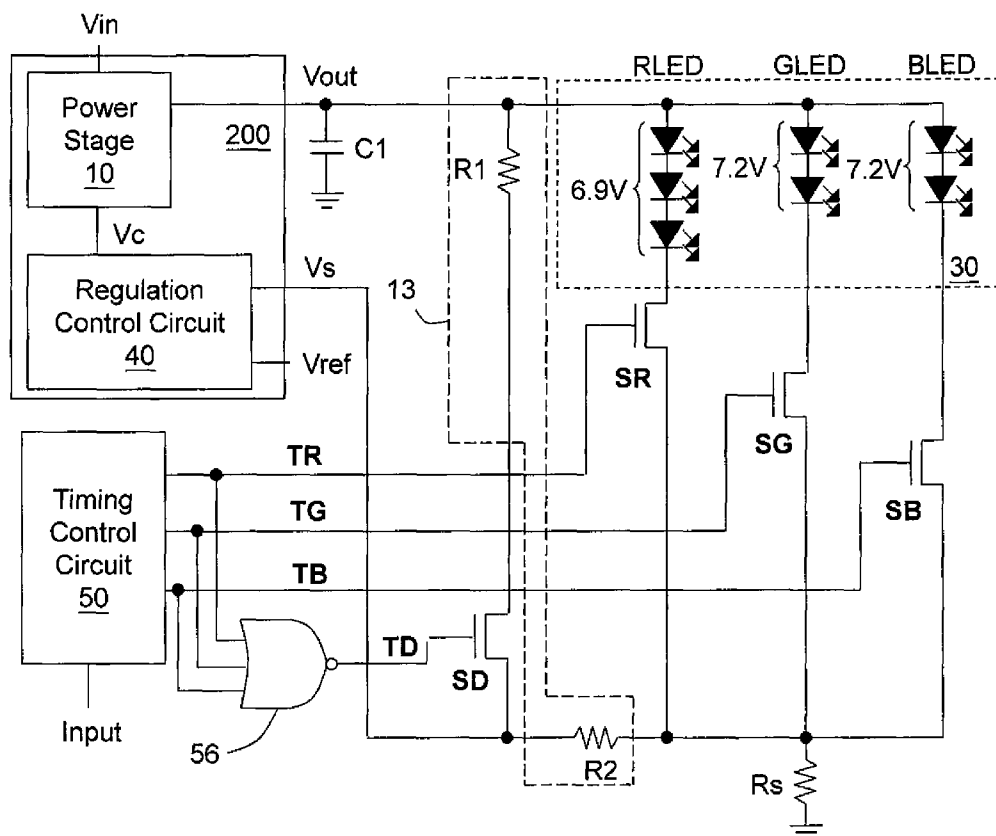 Vin
RLED GLED BLED
Vout
Power
Stage
10
200
C1
R1
6.9V
7.2V
7.2V
Vc
Vs
30
Regulation
Control Circuit
40
13
Vref
SR
SG
TR
SB
Timing
Control
Circuit
50
TG
TB
TD
SD
Input
56
R2
Rs